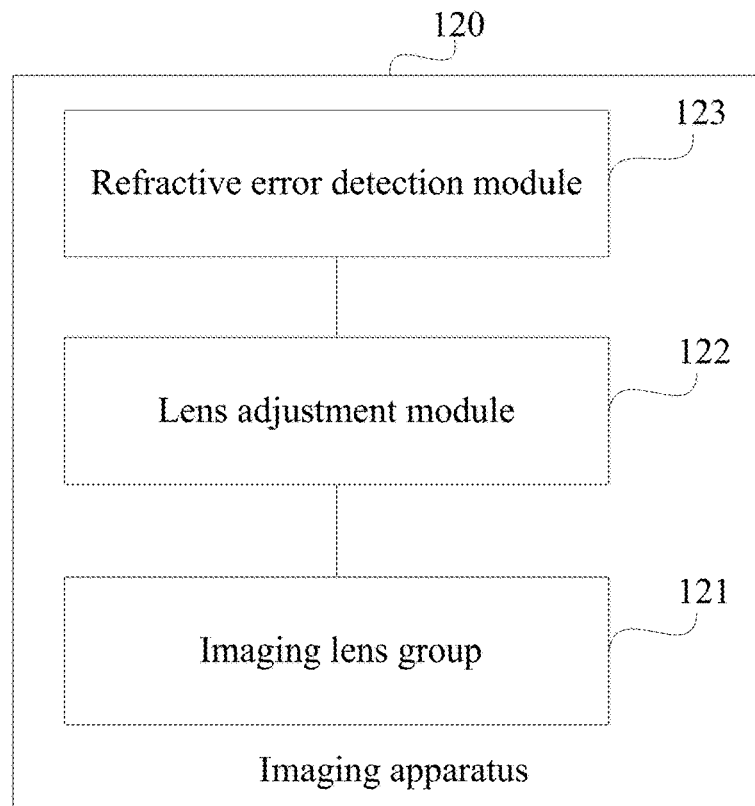 120
123
Refractive error detection module
122
Lens adjustment module
121
Imaging lens group
Imaging apparatus